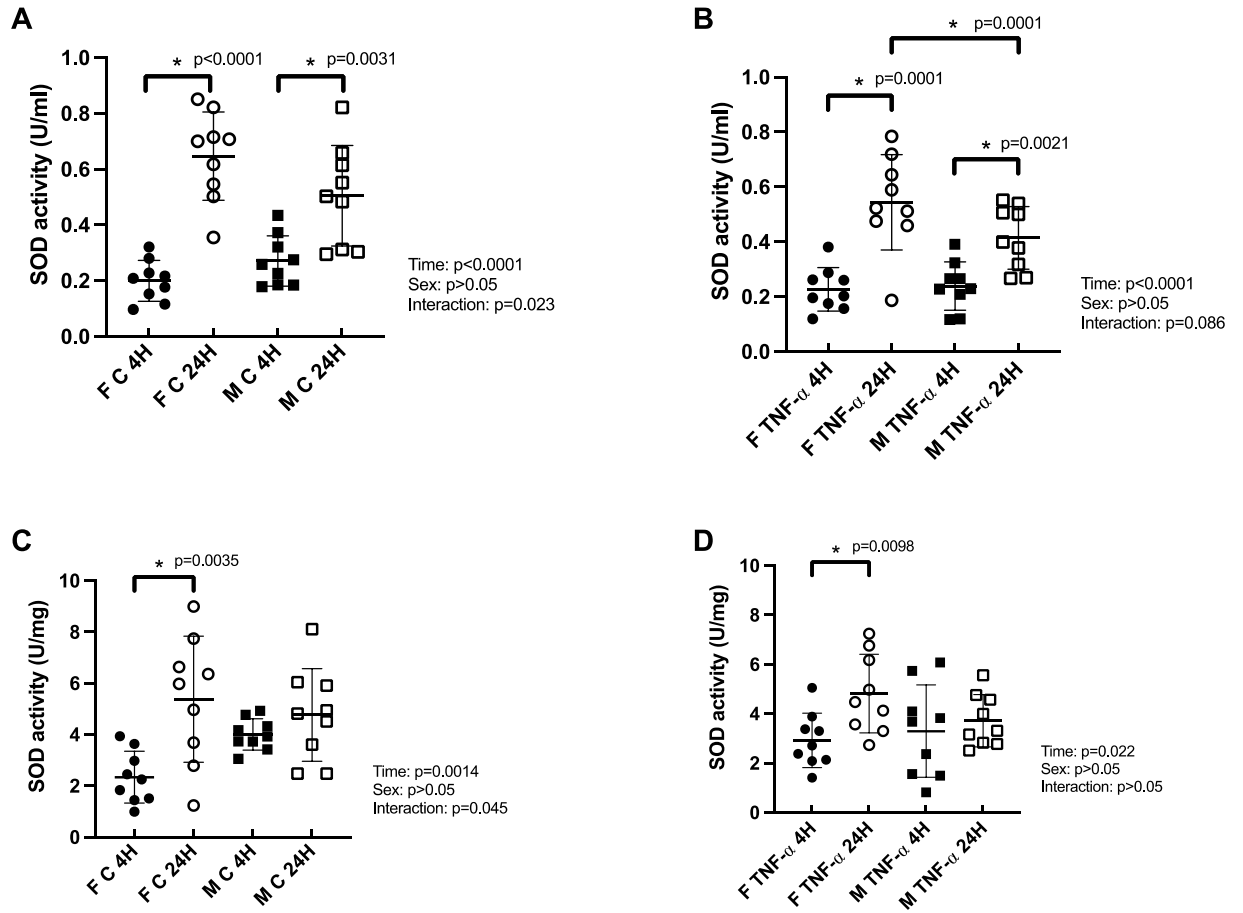 A
SOD activity (U/ml)
1.0
0.8
0.6
0.4
0.2
0.0
* p<0.0001
* p=0.0031
F C 4H
F C 24H
M C 4H
M C 24H
Time: p<0.0001
Sex: p>0.05
Interaction: p=0.023
B
SOD activity (U/ml)
1.0
0.8
0.6
0.4
0.2
0.0
* p=0.0001
* p=0.0001
* p=0.0021
F TNF-α 4H
F TNF-α 24H
M TNF-α 4H
M TNF-α 24H
Time: p<0.0001
Sex: p>0.05
Interaction: p=0.086
C
SOD activity (U/mg)
10
8
6
4
2
0
* p=0.0035
F C 4H
F C 24H
M C 4H
M C 24H
Time: p=0.0014
Sex: p>0.05
Interaction: p=0.045
D
SOD activity (U/mg)
10
8
6
4
2
0
* p=0.0098
F TNF-α 4H
F TNF-α 24H
M TNF-α 4H
M TNF-α 24H
Time: p=0.022
Sex: p>0.05
Interaction: p>0.05